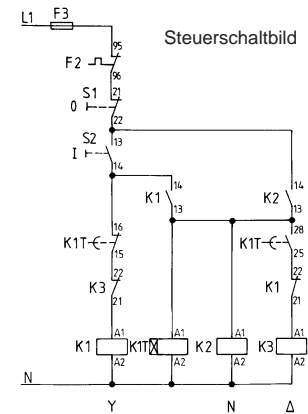 L1 F3
Steuerschaltbild
95
F2
96
S1 21
0
22
S2 13
I
14
K1 14
13
K2 14
13
16
K1T
15
28
K1T
25
22
K3
21
22
K1
21
K1 A1
A2
K1T A1
A2
K2 A1
A2
K3 A1
A2
N
Y N Δ